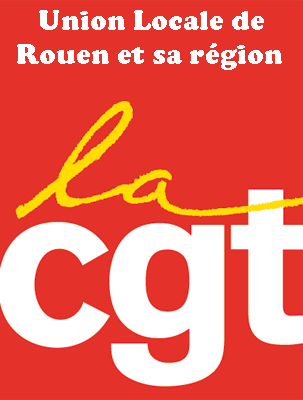 Union Locale de
Rouen et sa région
la
cgt